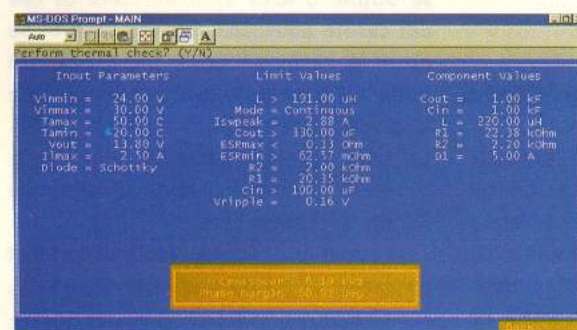 MS-DOS Prompt - MAIN
Auto
A
Perform thermal check? (Y/N)
Input Parameters
Vinmin = 24.00 V
Vinmax = 30.00 V
Tamax = 50.00 C
Tamin = 20.00 C
Vout = 13.80 V
Ilmax = 2.50 A
Diode = Schottky
Limit Values
L > 191.00 uH
Mode = Continuous
Iswpeak = 2.88 A
Cout > 330.00 uF
ESRmax < 0.13 Ohm
ESRmin > 62.57 mOhm
R2 = 2.00 kOhm
R1 = 20.35 kOhm
Cin > 100.00 uF
Vripple = 0.16 V
Component Values
Cout = 1.00 kF
Cin = 1.00 kF
L = 220.00 uH
R1 = 22.38 kOhm
R2 = 2.20 kOhm
D1 = 5.00 A
Crossover
Phase margin